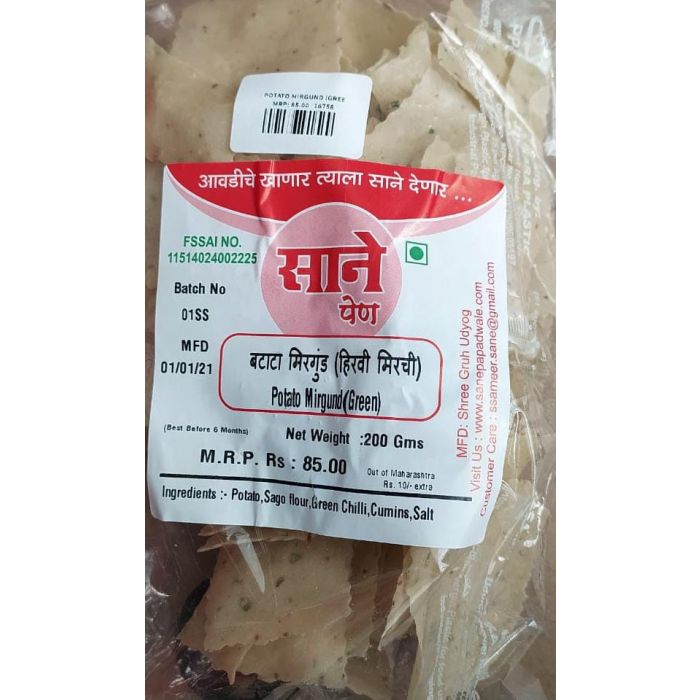 POTATO MIRGUND (GREE
MRP: 85.00 16758
आवडीचे खाणार त्याला साने देणार ...
FSSAI NO.
11514024002225
Batch No
01SS
MFD
01/01/21
साने
पेण
बटाटा मिरगुंड (हिरवी मिरची)
Potato Mirgund(Green)
(Best Before 6 Months)
Net Weight :200 Gms
M.R.P. Rs : 85.00
Out of Maharashtra
Rs. 10/- extra
Ingredients :- Potato,Sago flour,Green Chilli,Cumins,Salt
MFD: Shree Gruh Udyog
Visit Us : www.sanepapadwale.com
Customer Care : ssameer.sane@gmail.com